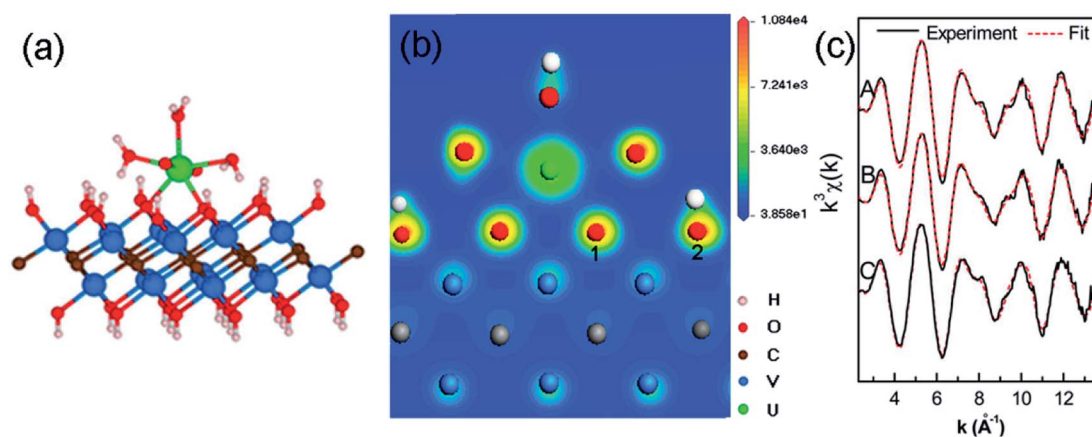 (a)
(b)
1
2
1.084e4
7.241e3
3.640e3
3.858e1
H
O
C
V
U
(c)
Experiment
Fit
A
B
C
k³χ(k)
4 6 8 10 12
k (Å⁻¹)